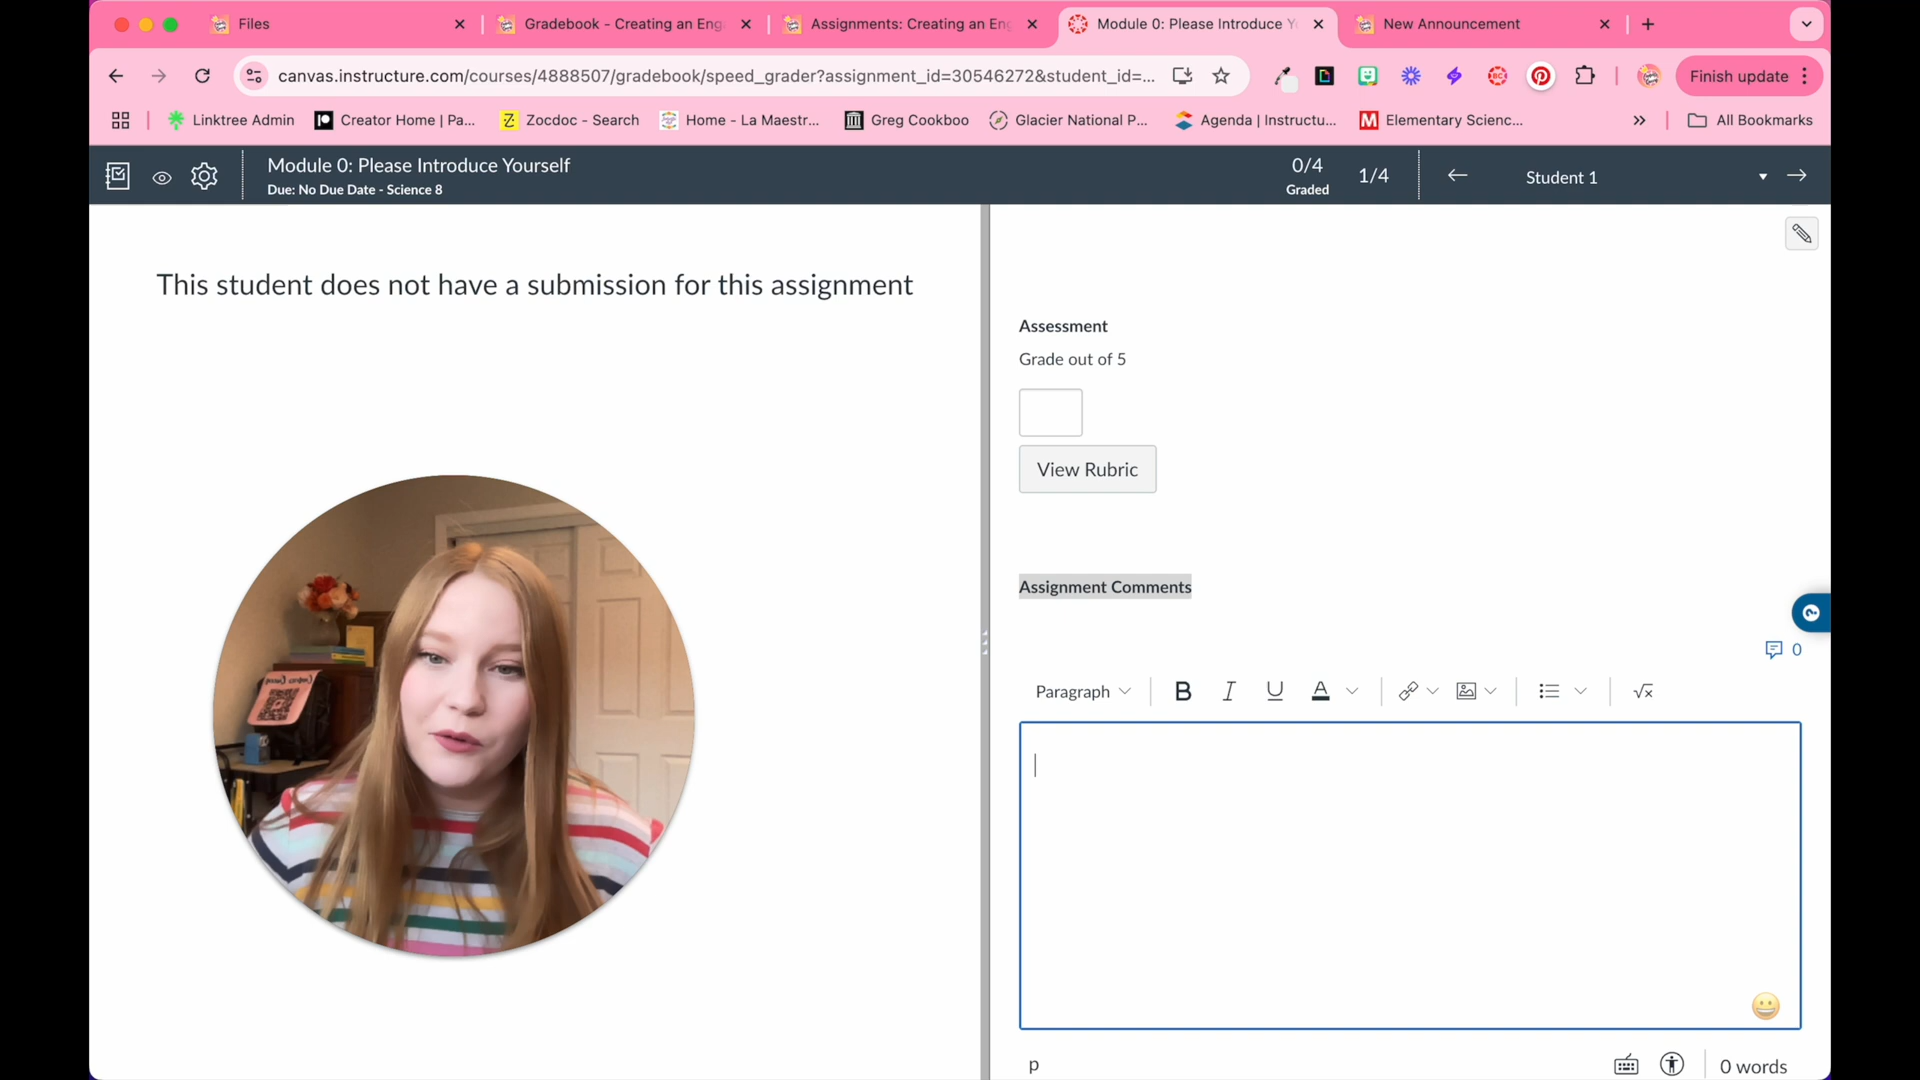 Files
Gradebook - Creating an Eng
Assignments: Creating an Eng
Module 0: Please Introduce Y
New Announcement
canvas.instructure.com/courses/4888507/gradebook/speed_grader?assignment_id=30546272&student_id=...
Finish update
Linktree Admin
Creator Home | Pa...
Zocdoc - Search
Home - La Maestr...
Greg Cookboo
Glacier National P...
Agenda | Instructu...
Elementary Scienc...
All Bookmarks
Module 0: Please Introduce Yourself
Due: No Due Date - Science 8
0/4
Graded
1/4
Student 1
This student does not have a submission for this assignment
Assessment
Grade out of 5
View Rubric
Assignment Comments
0
Paragraph
p
0 words